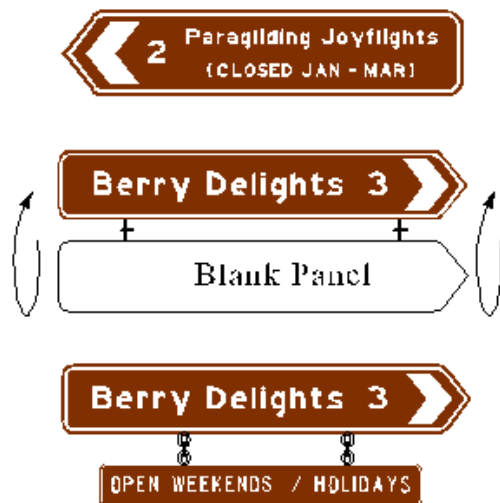 2 Paragliding Joyflights
(CLOSED JAN - MAR)
Berry Delights 3
Blank Panel
Berry Delights 3
OPEN WEEKENDS / HOLIDAYS